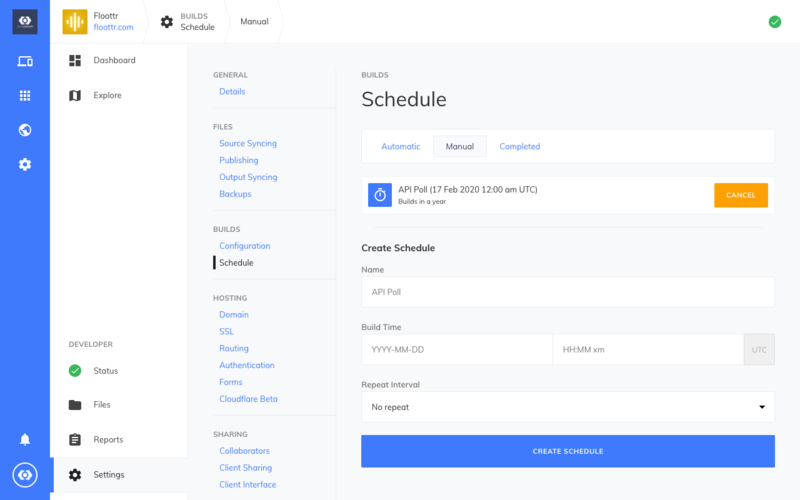 Floottr
floottr.com
BUILDS
Schedule
Manual
Dashboard
Explore
DEVELOPER
Status
Files
Reports
Settings
GENERAL
Details
FILES
Source Syncing
Publishing
Output Syncing
Backups
BUILDS
Configuration
Schedule
HOSTING
Domain
SSL
Routing
Authentication
Forms
Cloudflare Beta
SHARING
Collaborators
Client Sharing
Client Interface
BUILDS
Schedule
Automatic Manual Completed
API Poll (17 Feb 2020 12:00 am UTC)
Builds in a year
CANCEL
Create Schedule
Name
API Poll
Build Time
YYYY-MM-DD HH:MM xm UTC
Repeat Interval
No repeat
CREATE SCHEDULE